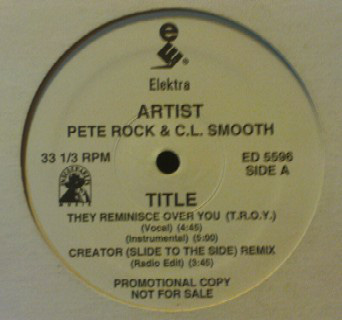 e
Elektra
ARTIST
PETE ROCK & C.L. SMOOTH
33 1/3 RPM
ED 5596
SIDE A
TITLE
THEY REMINISCE OVER YOU (T.R.O.Y.)
(Vocal) (4:45)
(Instrumental) (5:00)
CREATOR (SLIDE TO THE SIDE) REMIX
(Radio Edit) (3:45)
PROMOTIONAL COPY
NOT FOR SALE